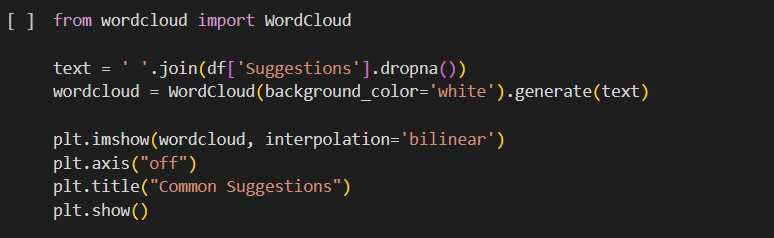 [ ] from wordcloud import WordCloud
text = ' '.join(df['Suggestions'].dropna())
wordcloud = WordCloud(background_color='white').generate(text)
plt.imshow(wordcloud, interpolation='bilinear')
plt.axis("off")
plt.title("Common Suggestions")
plt.show()